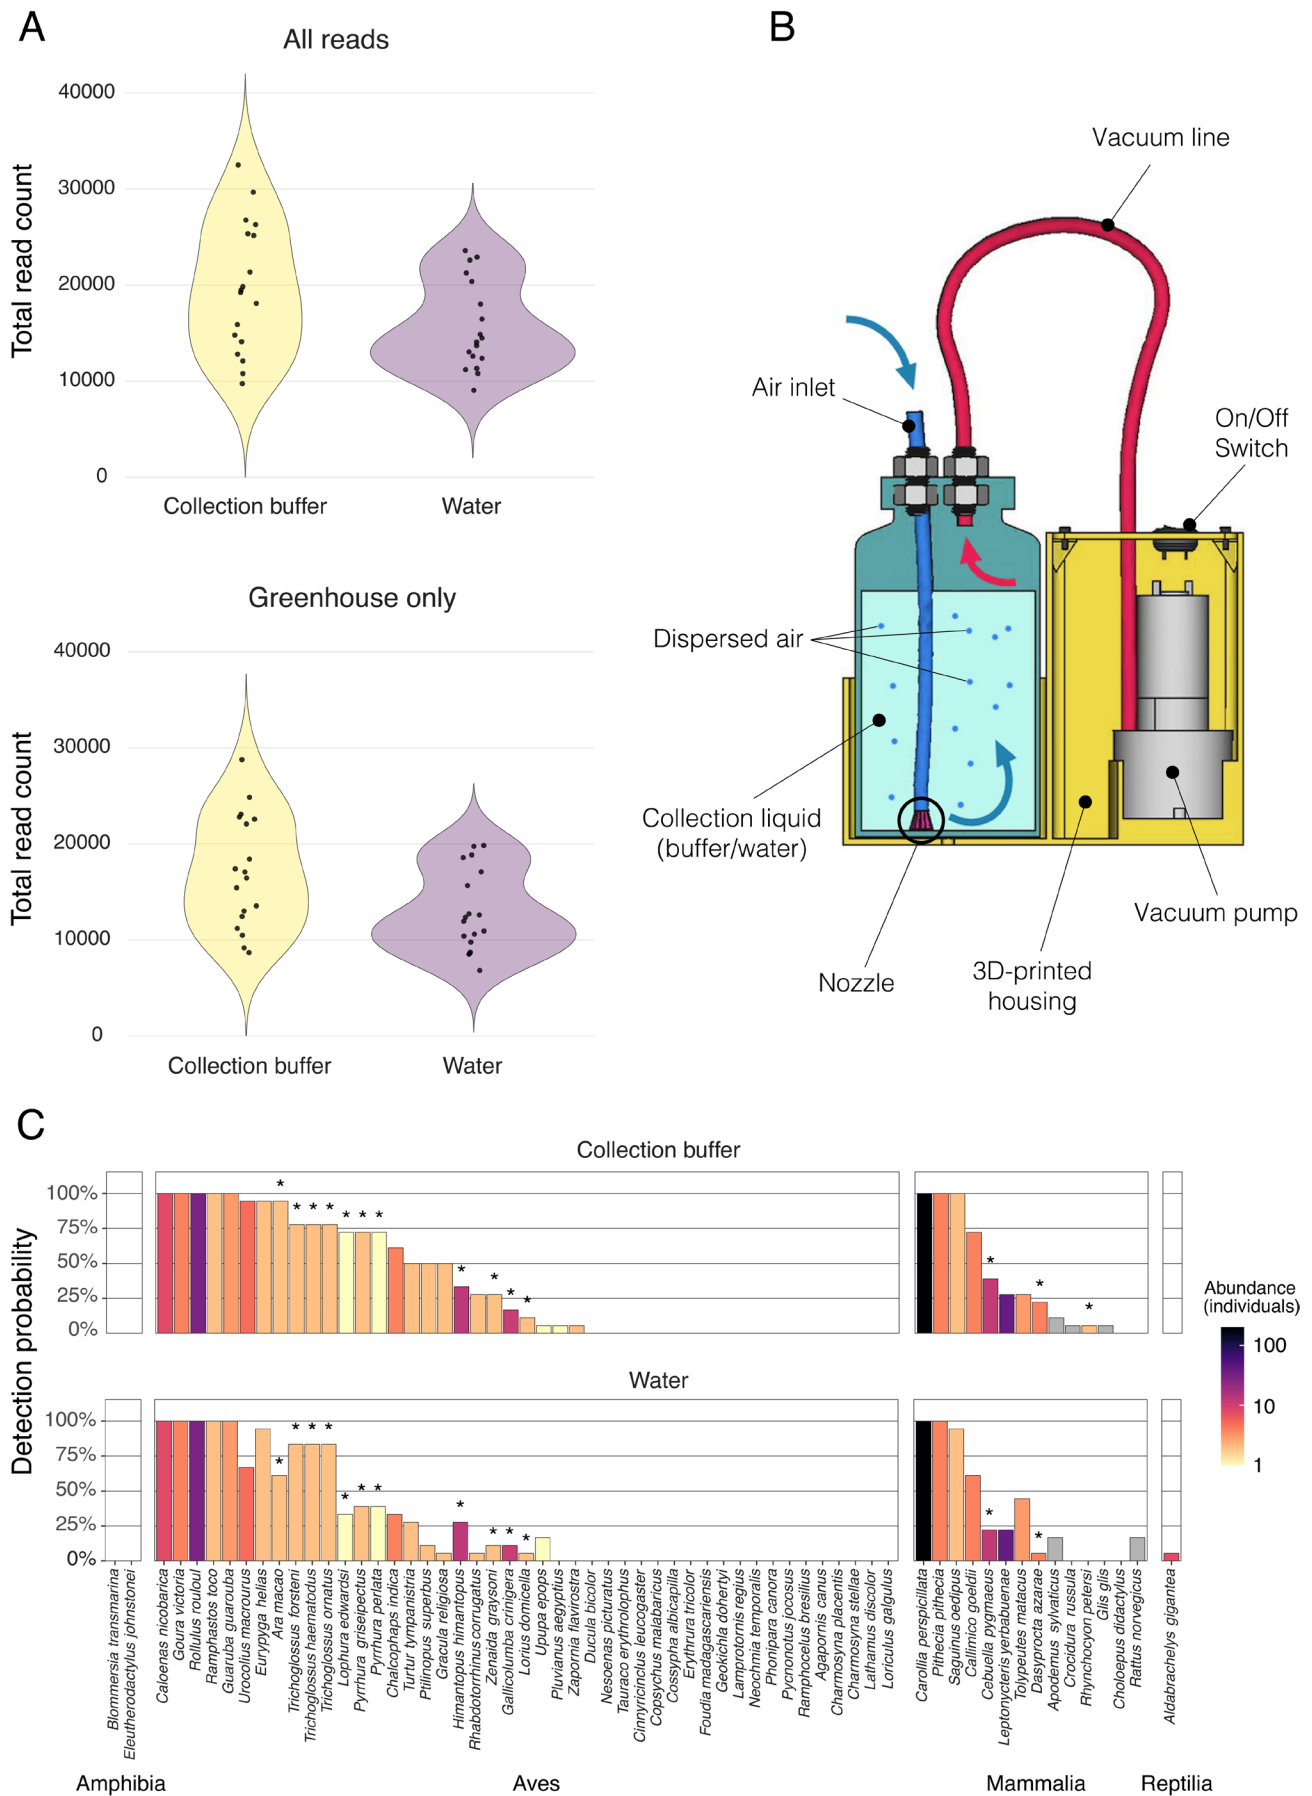 A
All reads
Total read count
40000
30000
20000
10000
0
Collection buffer
Water
Greenhouse only
Total read count
40000
30000
20000
10000
0
Collection buffer
Water
B
Vacuum line
Air inlet
On/Off
Switch
Dispersed air
Collection liquid
(buffer/water)
Nozzle
3D-printed
housing
Vacuum pump
C
Collection buffer
Detection probability
100%
75%
50%
25%
0%
* * * * * * * * * * *
* * *
Water
100%
75%
50%
25%
0%
* * * * * * * * * * *
* *
Abundance
(individuals)
100
10
1
Blommersia transmarina
Eleutherodactylus johnstonei
Caloenas nicobarica
Goura victoria
Rollulus rouloul
Ramphastos toco
Guaruba guarouba
Urocolius macrourus
Eurypyga helias
Ara macao
Trichoglossus forsteni
Trichoglossus haematodus
Trichoglossus ornatus
Lophura edwardsi
Pyrrhura griseipectus
Pyrrhura perlata
Chalcophaps indica
Turtur tympanistria
Ptilinopus superbus
Gracula religiosa
Himantopus himantopus
Rhabdotorrhinus corrugatus
Zenaida graysoni
Gallicolumba crinigera
Lorius domicella
Upupa epops
Pluvianus aegyptius
Zapornia flavirostra
Ducula bicolor
Nesoenas picturatus
Tauraco erythrolophus
Cinnyricinclus leucogaster
Copsychus malabaricus
Cossypha albicapilla
Erythrura tricolor
Foudia madagascariensis
Geokichla dohertyi
Lamprotornis regius
Neochmia temporalis
Phonipara canora
Pycnonotus jocosus
Ramphocelus bresilius
Agapornis canus
Charmosyna placentis
Charmosyna stellae
Lathamus discolor
Loriculus galgulus
Carollia perspicillata
Pithecia pithecia
Saguinus oedipus
Callimico goeldii
Cebuella pygmaeus
Leptonycteris yerbabuenae
Tolypeutes matacus
Dasyprocta azarae
Apodemus sylvaticus
Crocidura russula
Rhynchocyon petersi
Glis glis
Choloepus didactylus
Rattus norvegicus
Aldabrachelys gigantea
Amphibia
Aves
Mammalia
Reptilia